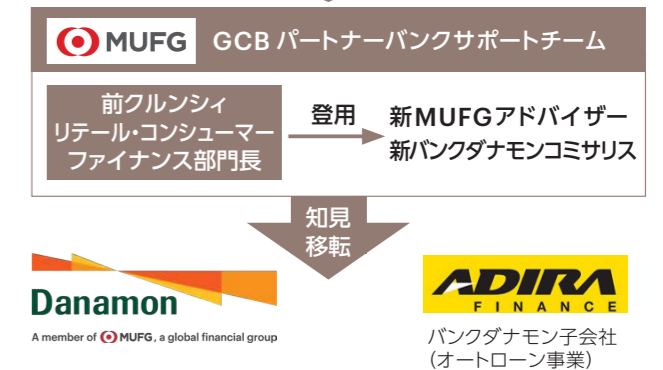 MUFG GCB パートナーバンクサポートチーム
前クルンシィ
リテール・コンシューマー
ファイナンス部門長
登用
新MUFGアドバイザー
新バンクダナモンコミサリス
知見
移転
Danamon
A member of MUFG, a global financial group
ADIRA
FINANCE
バンクダナモン子会社
(オートローン事業)